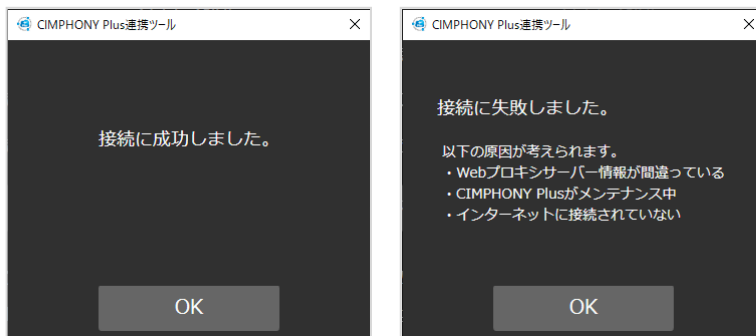 CIMPHONY Plus連携ツール
接続に成功しました。
OK
CIMPHONY Plus連携ツール
接続に失敗しました。
以下の原因が考えられます。
・Webプロキシサーバー情報が間違っている
・CIMPHONY Plusがメンテナンス中
・インターネットに接続されていない
OK